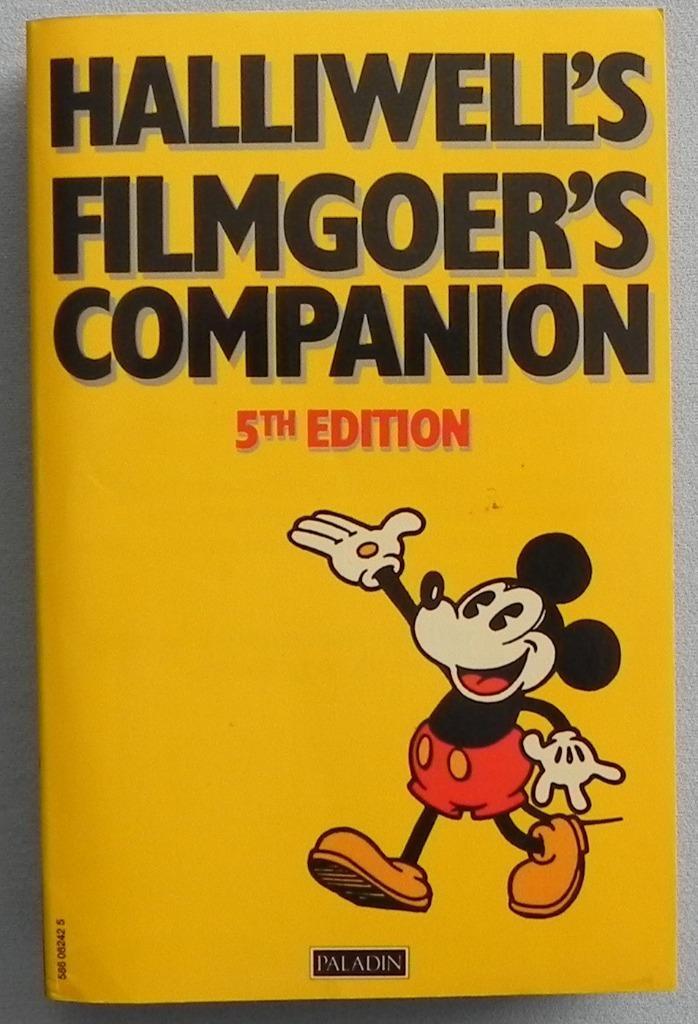 HALLIWELL'S
FILMGOER'S
COMPANION
5TH EDITION
586 08242 5
PALADIN